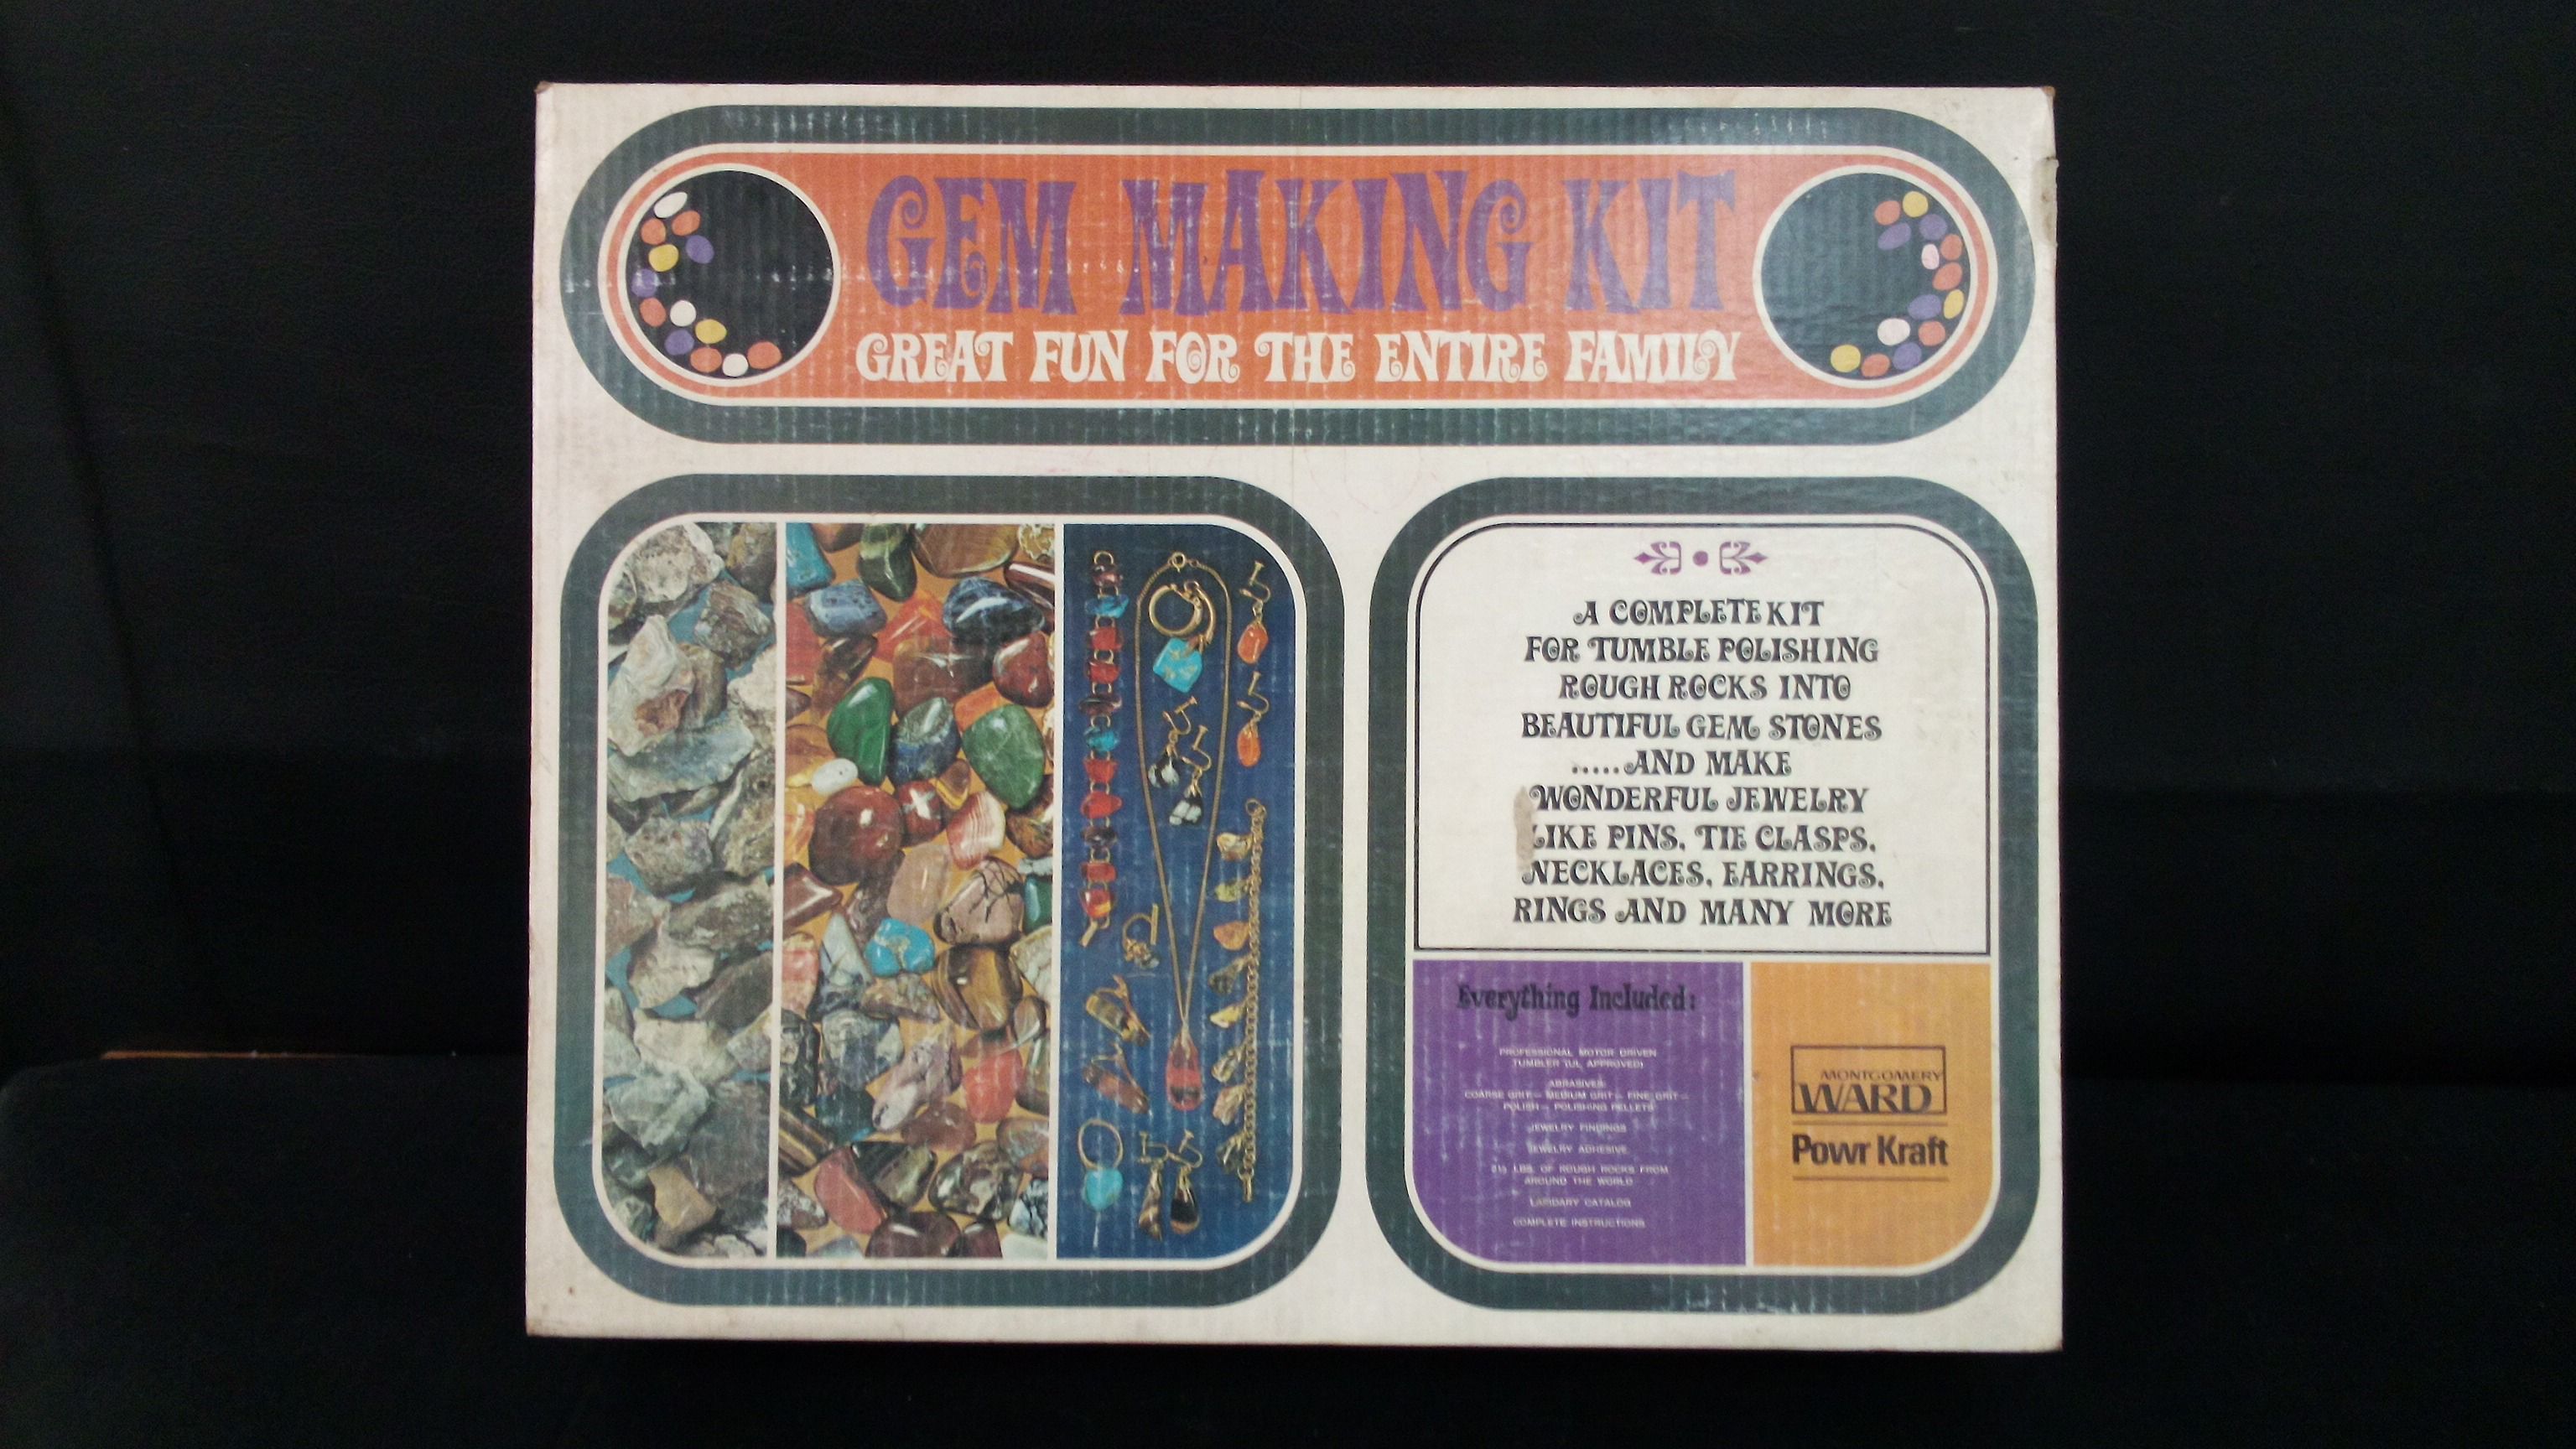 GEM MAKING KIT
GREAT FUN FOR THE ENTIRE FAMILY
A COMPLETE KIT
FOR TUMBLE POLISHING
ROUGH ROCKS INTO
BEAUTIFUL GEM STONES
.....AND MAKE
WONDERFUL JEWELRY
LIKE PINS, TIE CLASPS,
NECKLACES, EARRINGS,
RINGS AND MANY MORE
Everything Included:
PROFESSIONAL MOTOR DRIVEN
TUMBLER (UL APPROVED)
ABRASIVES:
COARSE GRIT— MEDIUM GRIT— FINE GRIT—
POLISH— POLISHING PELLETS
JEWELRY FINDINGS
JEWELRY ADHESIVE
2½ LBS. OF ROUGH ROCKS FROM
AROUND THE WORLD
LAPIDARY CATALOG
COMPLETE INSTRUCTIONS
MONTGOMERY
WARD
Powr Kraft